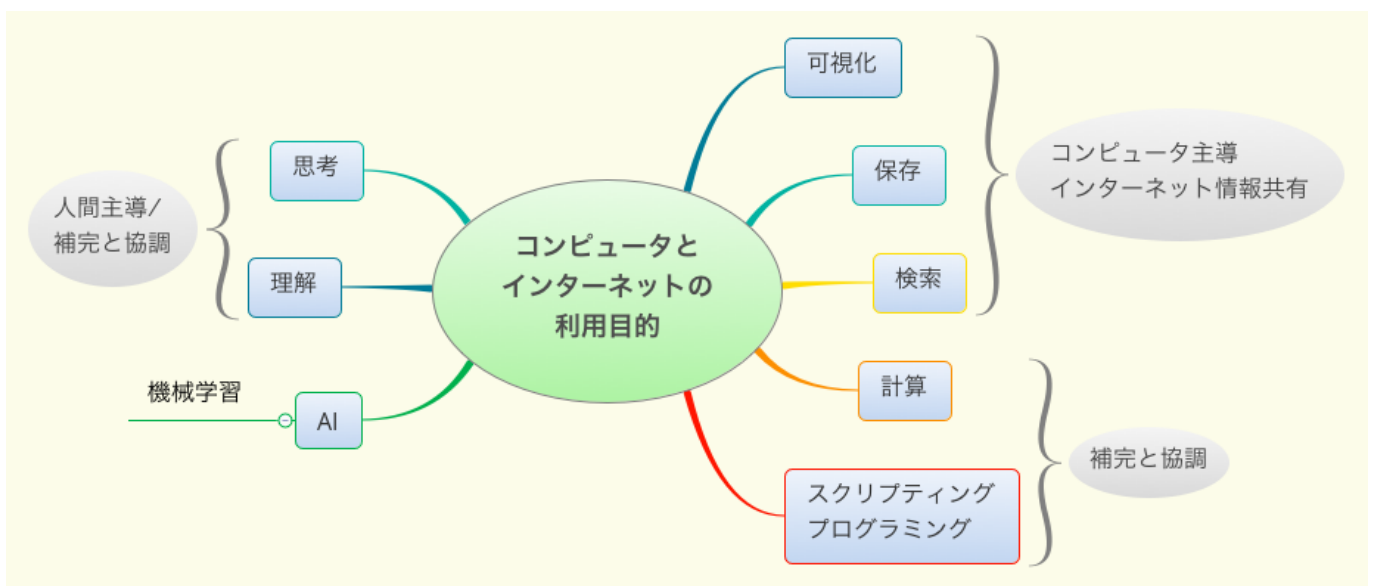 コンピュータと
インターネットの
利用目的
可視化
保存
検索
コンピュータ主導
インターネット情報共有
計算
スクリプティング
プログラミング
補完と協調
思考
理解
人間主導/
補完と協調
AI
機械学習